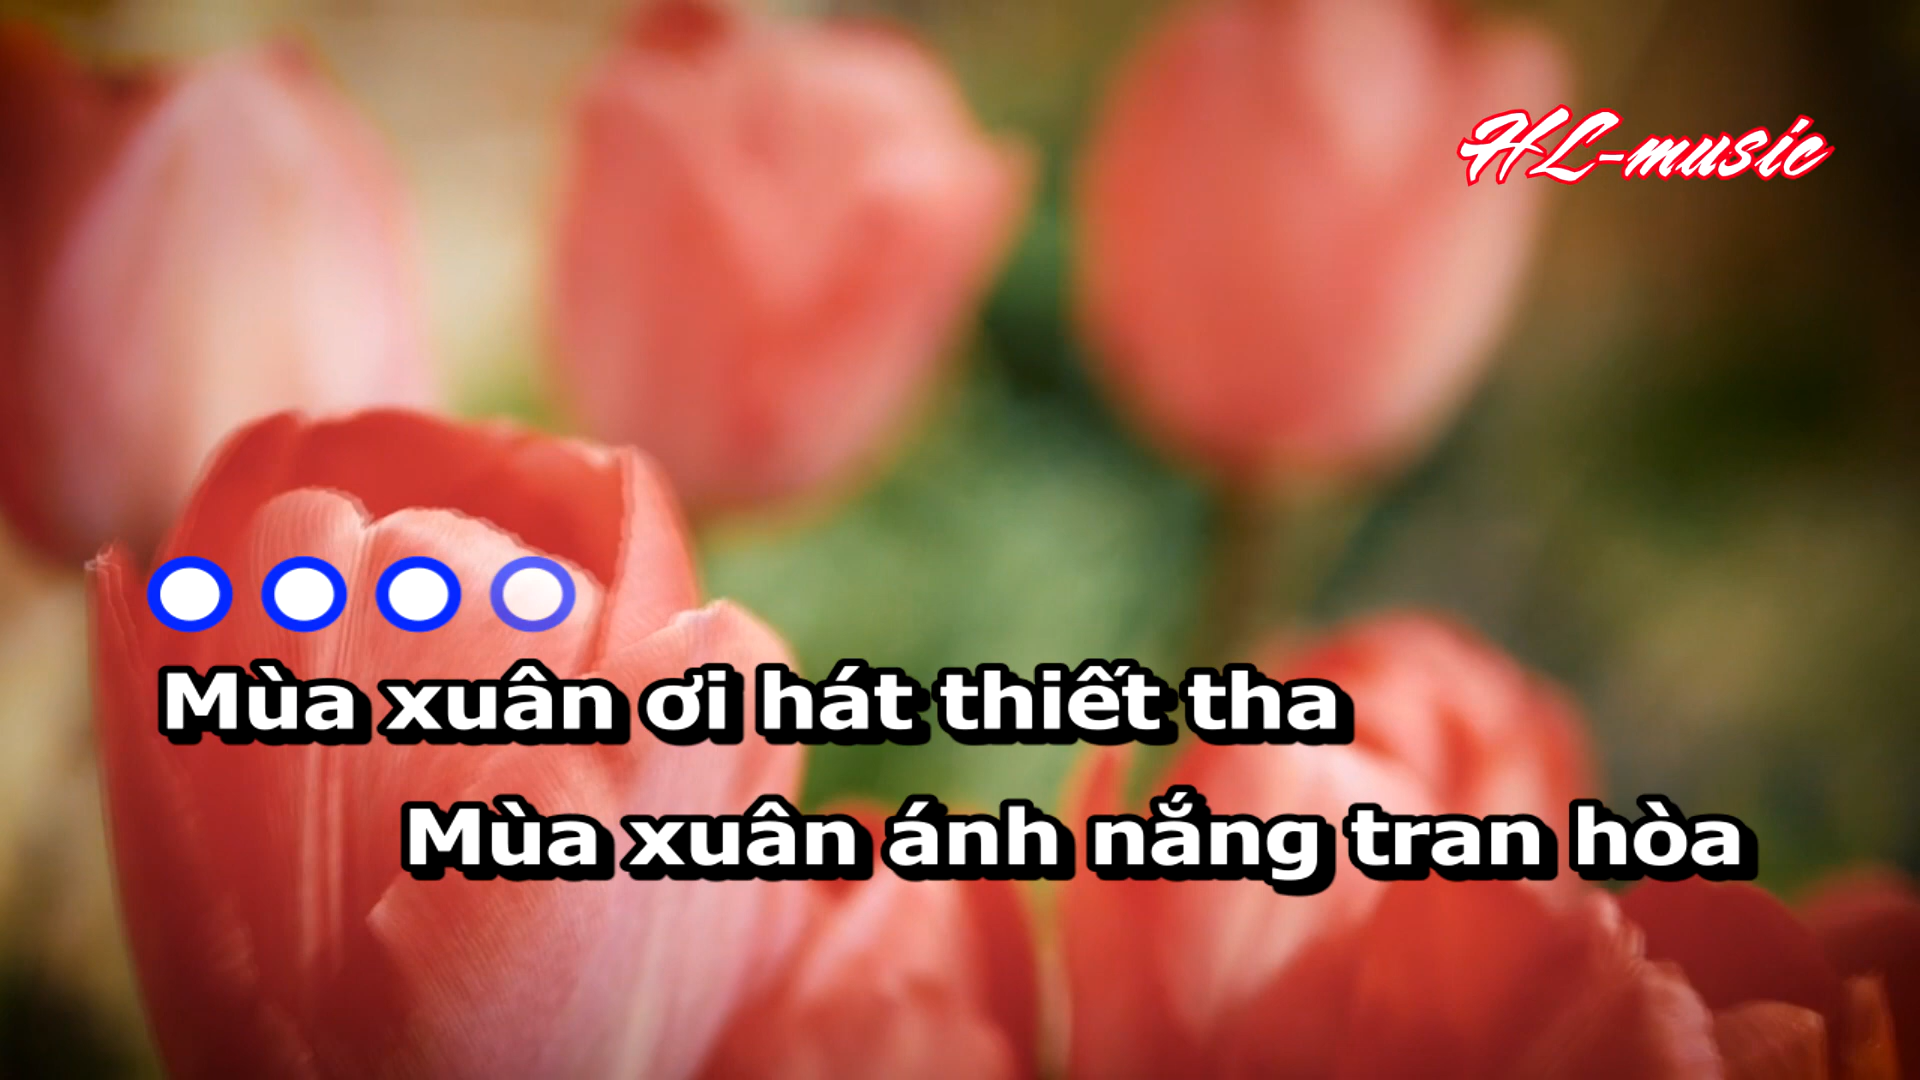 HL-music
Mùa xuân ơi hát thiết tha
Mùa xuân ánh nắng tran hòa